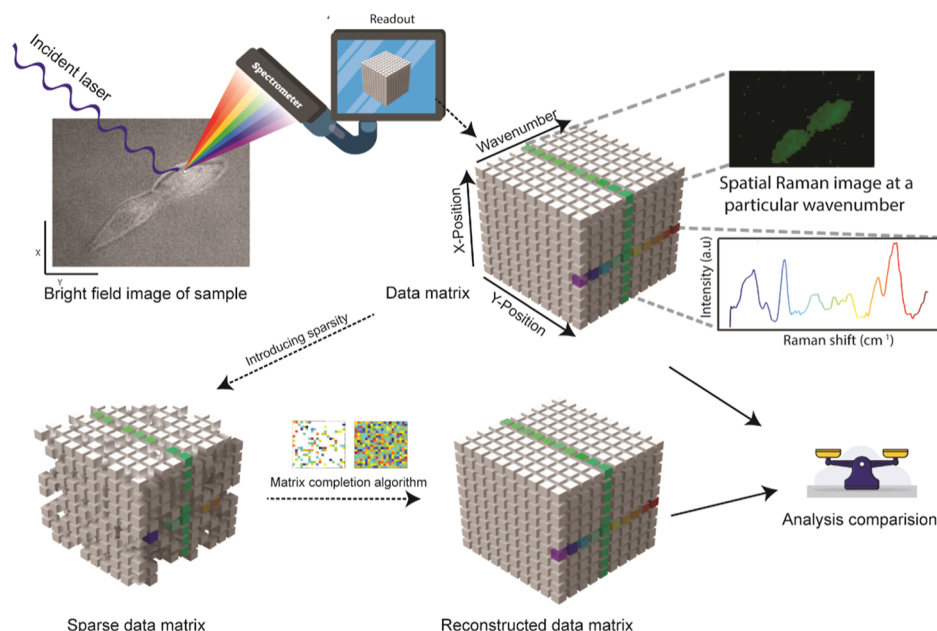 Readout
Incident laser
Spectrometer
X
Y
Bright field image of sample
Wavenumber
X-Position
Y-Position
Data matrix
Spatial Raman image at a
particular wavenumber
Intensity (a.u)
Raman shift (cm⁻¹)
Introducing sparsity
Matrix completion algorithm
Analysis comparision
Sparse data matrix
Reconstructed data matrix